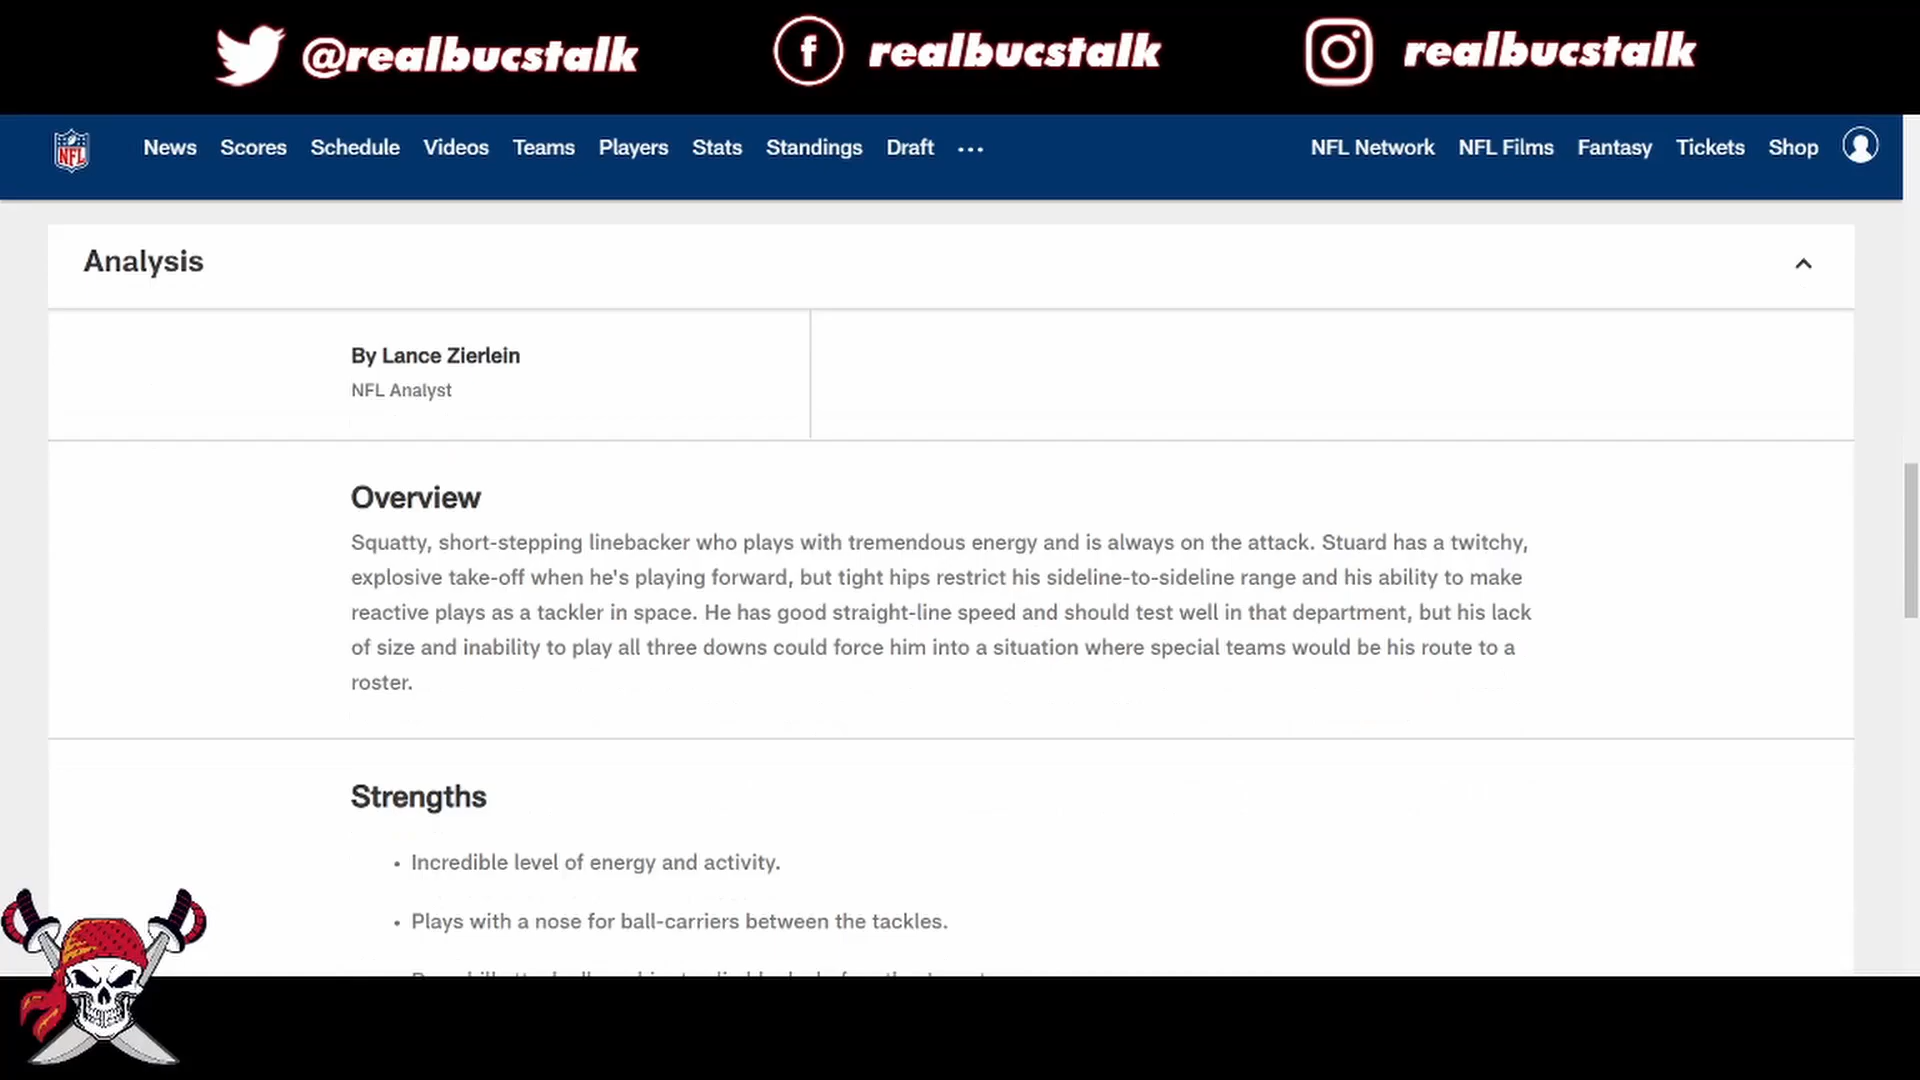 @realbucstalk
realbucstalk
realbucstalk
NFL
News Scores Schedule Videos Teams Players Stats Standings Draft ...
NFL Network NFL Films Fantasy Tickets Shop
Analysis
By Lance Zierlein
NFL Analyst
Overview
Squatty, short-stepping linebacker who plays with tremendous energy and is always on the attack. Stuard has a twitchy,
explosive take-off when he's playing forward, but tight hips restrict his sideline-to-sideline range and his ability to make
reactive plays as a tackler in space. He has good straight-line speed and should test well in that department, but his lack
of size and inability to play all three downs could force him into a situation where special teams would be his route to a
roster.
Strengths
• Incredible level of energy and activity.
• Plays with a nose for ball-carriers between the tackles.